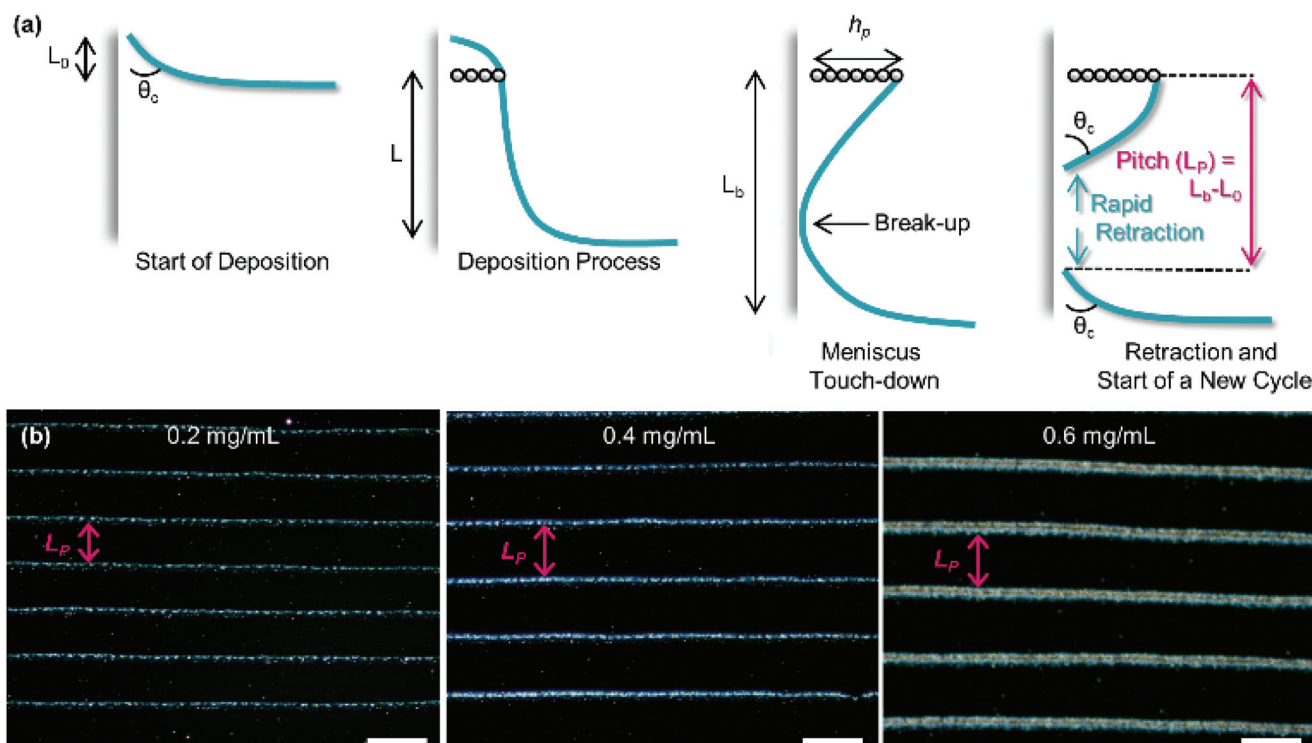 (a)
L₀
θc
Start of Deposition
L
Deposition Process
hp
Lb
Break-up
Meniscus
Touch-down
θc
Pitch (LP) =
Lb-L₀
Rapid
Retraction
θc
Retraction and
Start of a New Cycle
(b)
0.2 mg/mL
LP
0.4 mg/mL
LP
0.6 mg/mL
LP